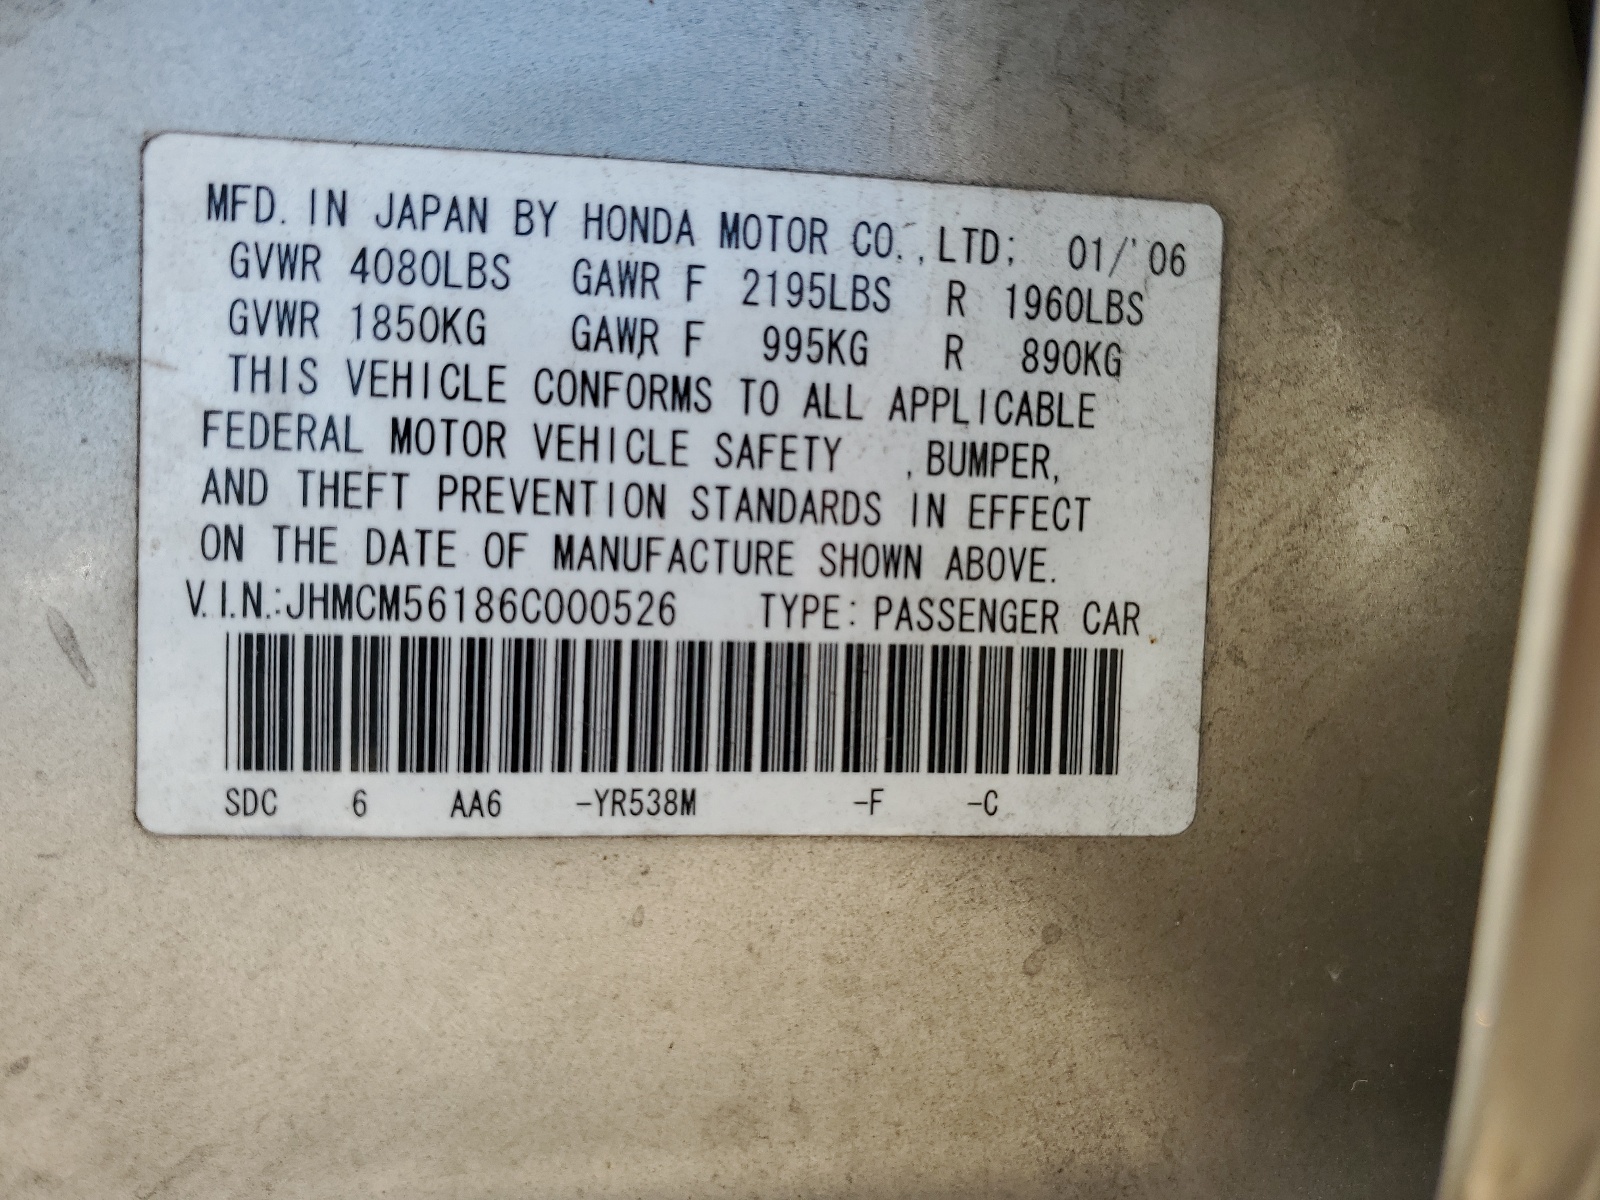 MFD. IN JAPAN BY HONDA MOTOR CO., LTD; 01/'06
GVWR 4080LBS GAWR F 2195LBS R 1960LBS
GVWR 1850KG GAWR F 995KG R 890KG
THIS VEHICLE CONFORMS TO ALL APPLICABLE
FEDERAL MOTOR VEHICLE SAFETY , BUMPER,
AND THEFT PREVENTION STANDARDS IN EFFECT
ON THE DATE OF MANUFACTURE SHOWN ABOVE.
V.I.N.:JHMCM56186C000526 TYPE: PASSENGER CAR
SDC 6 AA6 -YR538M -F -C